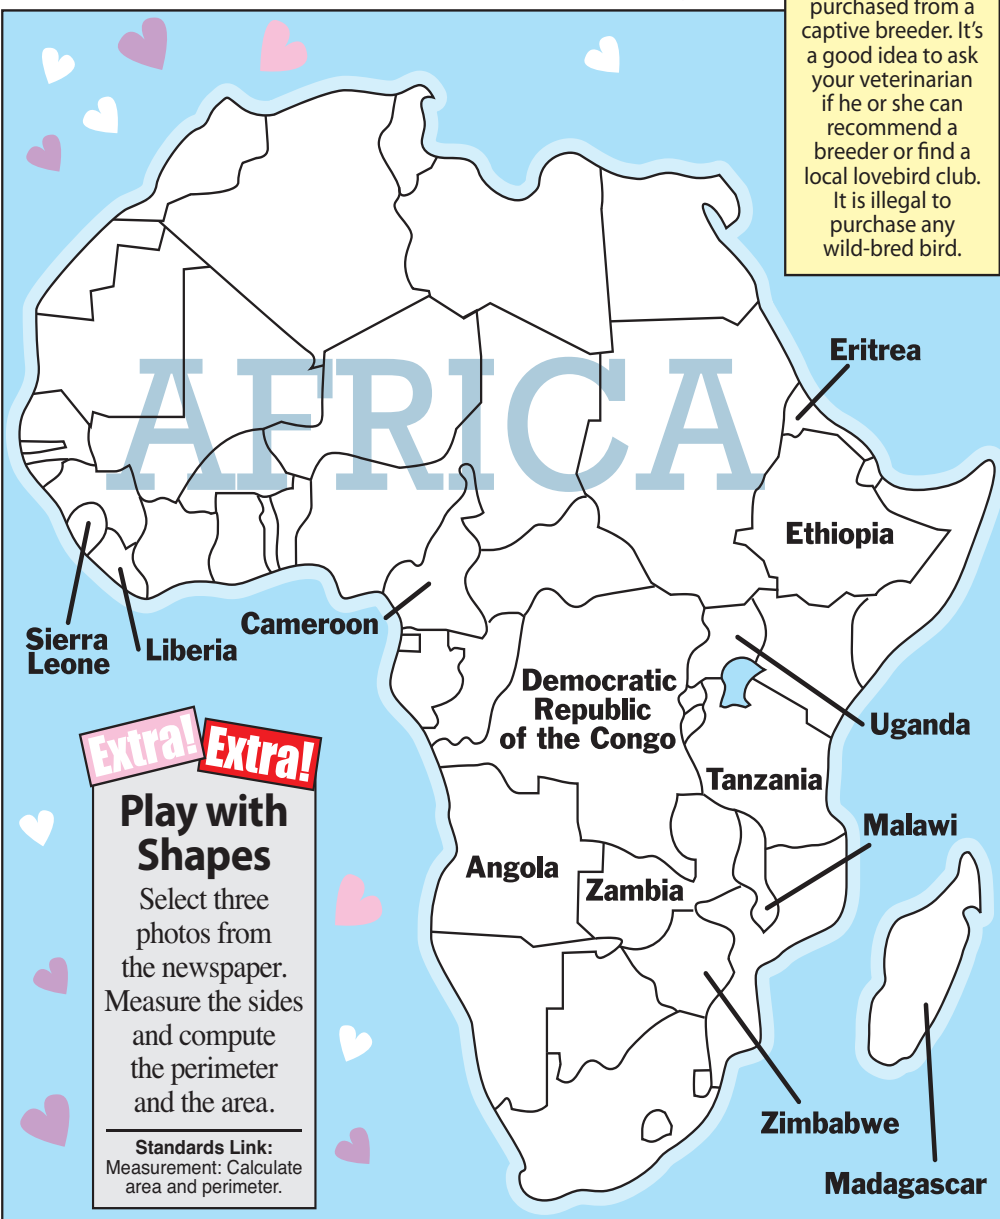 purchased from a
captive breeder. It's
a good idea to ask
your veterinarian
if he or she can
recommend a
breeder or find a
local lovebird club.
It is illegal to
purchase any
wild-bred bird.
AFRICA
Eritrea
Ethiopia
Sierra
Leone
Liberia
Cameroon
Democratic
Republic
of the Congo
Uganda
Tanzania
Malawi
Angola
Zambia
Zimbabwe
Madagascar
Extra! Extra!
Play with
Shapes
Select three
photos from
the newspaper.
Measure the sides
and compute
the perimeter
and the area.
Standards Link:
Measurement: Calculate
area and perimeter.